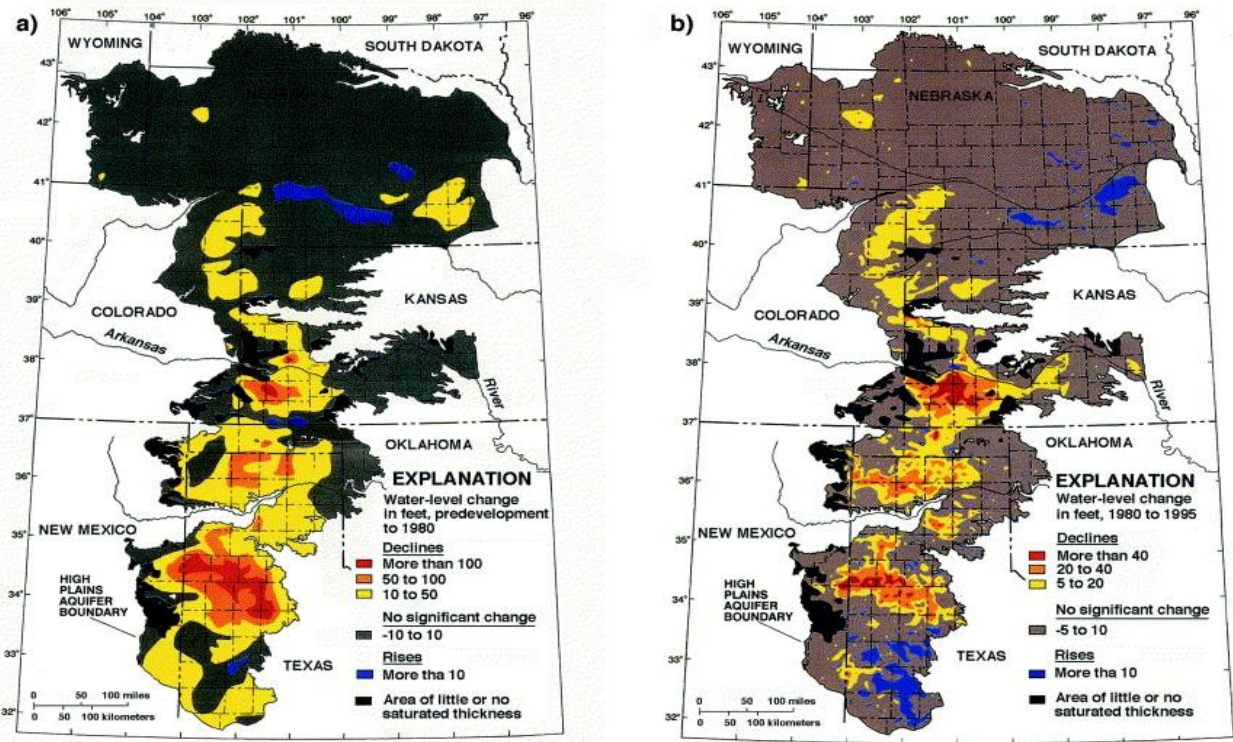 a)
106°
105°
104°
103°
102°
101°
100°
99°
98°
97°
96°
WYOMING
SOUTH DAKOTA
43°
42°
41°
40°
39°
38°
37°
36°
35°
34°
33°
32°
COLORADO
KANSAS
Arkansas
River
OKLAHOMA
NEW MEXICO
HIGH
PLAINS
AQUIFER
BOUNDARY
TEXAS
EXPLANATION
Water-level change
in feet, predevelopment
to 1980
Declines
More than 100
50 to 100
10 to 50
No significant change
-10 to 10
Rises
More tha 10
Area of little or no
saturated thickness
0 50 100 miles
0 50 100 kilometers
b)
106°
105°
104°
103°
102°
101°
100°
99°
98°
97°
96°
WYOMING
SOUTH DAKOTA
NEBRASKA
43°
42°
41°
40°
39°
38°
37°
36°
35°
34°
33°
32°
COLORADO
KANSAS
Arkansas
River
OKLAHOMA
NEW MEXICO
HIGH
PLAINS
AQUIFER
BOUNDARY
TEXAS
EXPLANATION
Water-level change
in feet, 1980 to 1995
Declines
More than 40
20 to 40
5 to 20
No significant change
-5 to 10
Rises
More tha 10
Area of little or no
saturated thickness
0 50 100 miles
0 50 100 kilometers